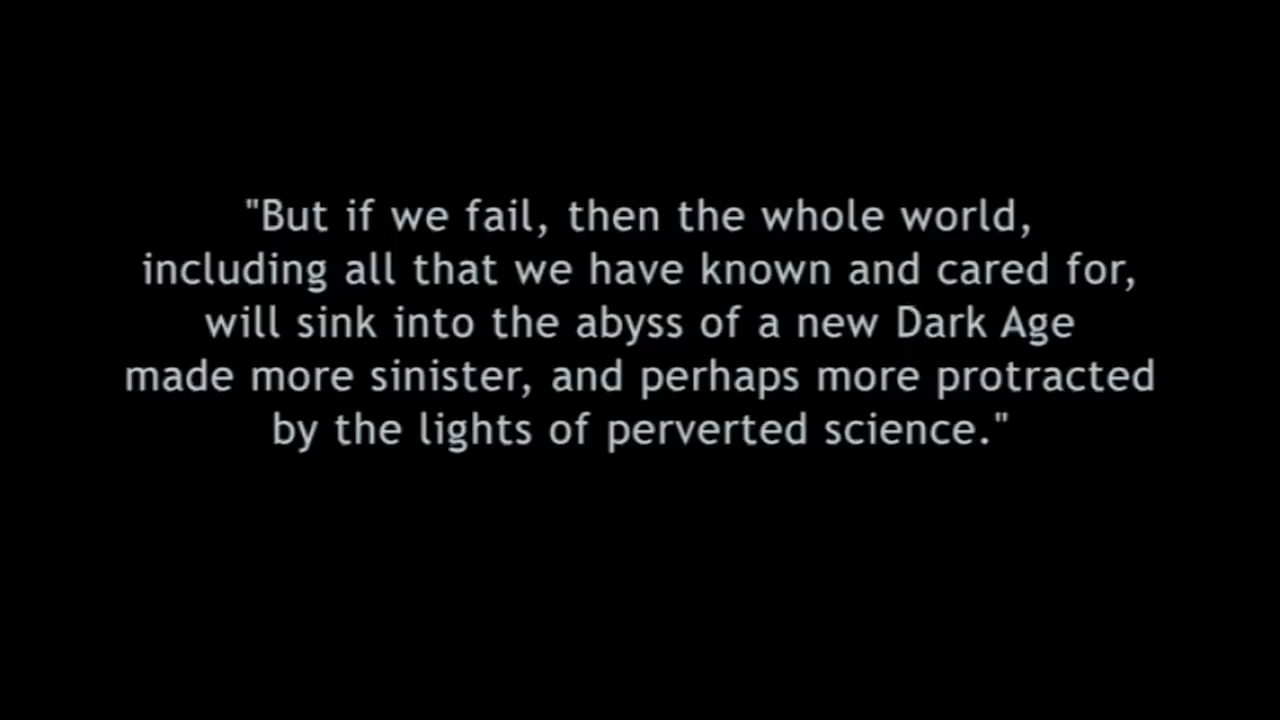 "But if we fail, then the whole world,
including all that we have known and cared for,
will sink into the abyss of a new Dark Age
made more sinister, and perhaps more protracted
by the lights of perverted science."